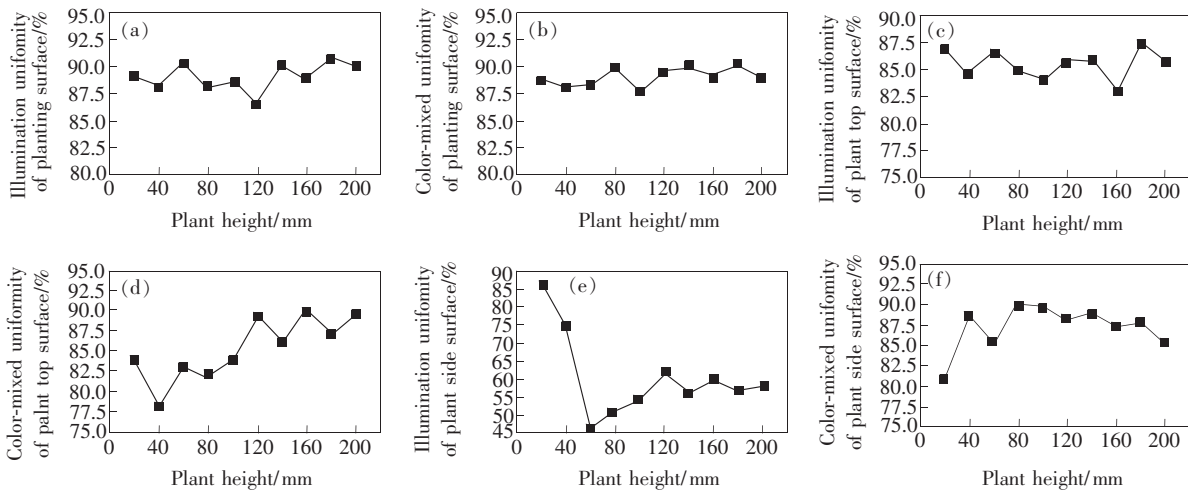 Illumination unifomity
of planting surface/%
95.0
92.5
90.0
87.5
85.0
82.5
80.0
(a)
0 40 80 120 160 200
Plant height/mm
Color-mixed unifomity
of planting surface/%
95.0
92.5
90.0
87.5
85.0
82.5
80.0
(b)
0 40 80 120 160 200
Plant height/mm
Illumination unifomity
of plant top surface/%
90.0
87.5
85.0
82.5
80.0
77.5
75.0
(c)
0 40 80 120 160 200
Plant height/mm
Color-mixed uniformity
of palnt top surface/%
95.0
92.5
90.0
87.5
85.0
82.5
80.0
77.5
75.0
(d)
0 40 80 120 160 200
Plant height/mm
Illumination unifomity
of plant side surface/%
90
85
80
75
70
65
60
55
50
45
(e)
0 40 80 120 160 200
Plant height/mm
Color-mixed unifomity
of plant side surface/%
95.0
92.5
90.0
87.5
85.0
82.5
80.0
77.5
75.0
(f)
0 40 80 120 160 200
Plant height/mm